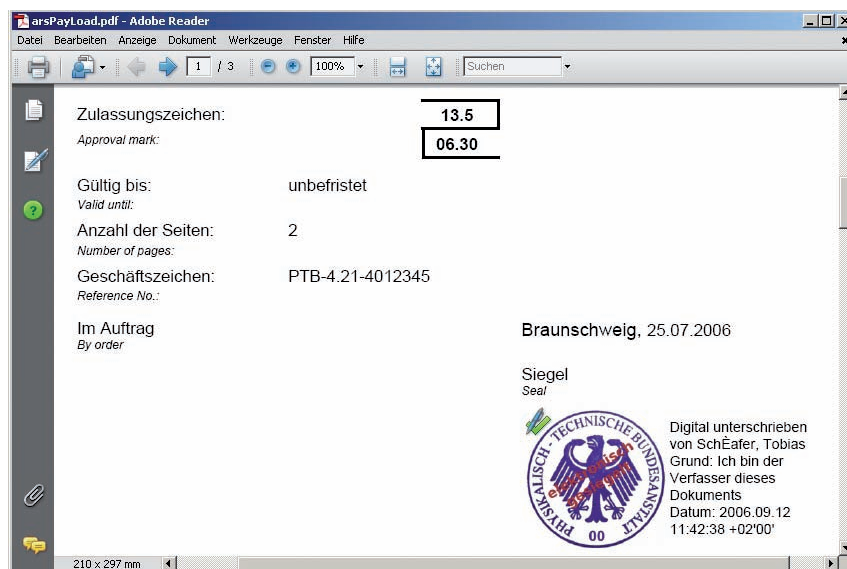 arsPayLoad.pdf - Adobe Reader
Datei Bearbeiten Anzeige Dokument Werkzeuge Fenster Hilfe
1 / 3 100% Suchen
Zulassungszeichen: 13.5
Approval mark: 06.30
Gültig bis: unbefristet
Valid until:
Anzahl der Seiten: 2
Number of pages:
Geschäftszeichen: PTB-4.21-4012345
Reference No.:
Im Auftrag
By order
Braunschweig, 25.07.2006
Siegel
Seal
PHYSIKALISCH - TECHNISCHE BUNDESANSTALT
elektronisch
gesiegelt
00
Digital unterschrieben
von SchÈafer, Tobias
Grund: Ich bin der
Verfasser dieses
Dokuments
Datum: 2006.09.12
11:42:38 +02'00'
210 x 297 mm